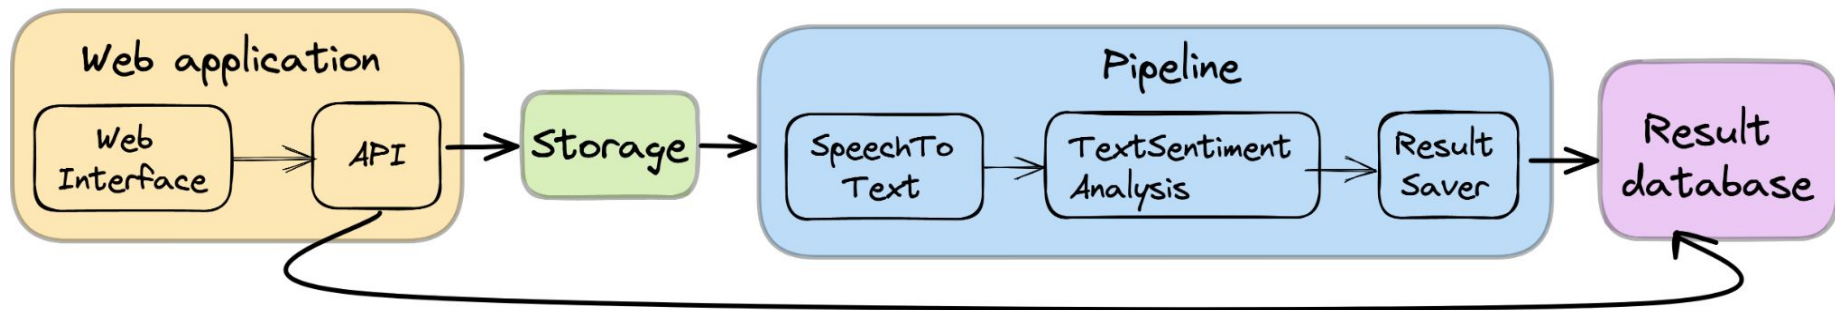 Web application
Web
Interface
API
Storage
Pipeline
SpeechTo
Text
TextSentiment
Analysis
Result
Saver
Result
database